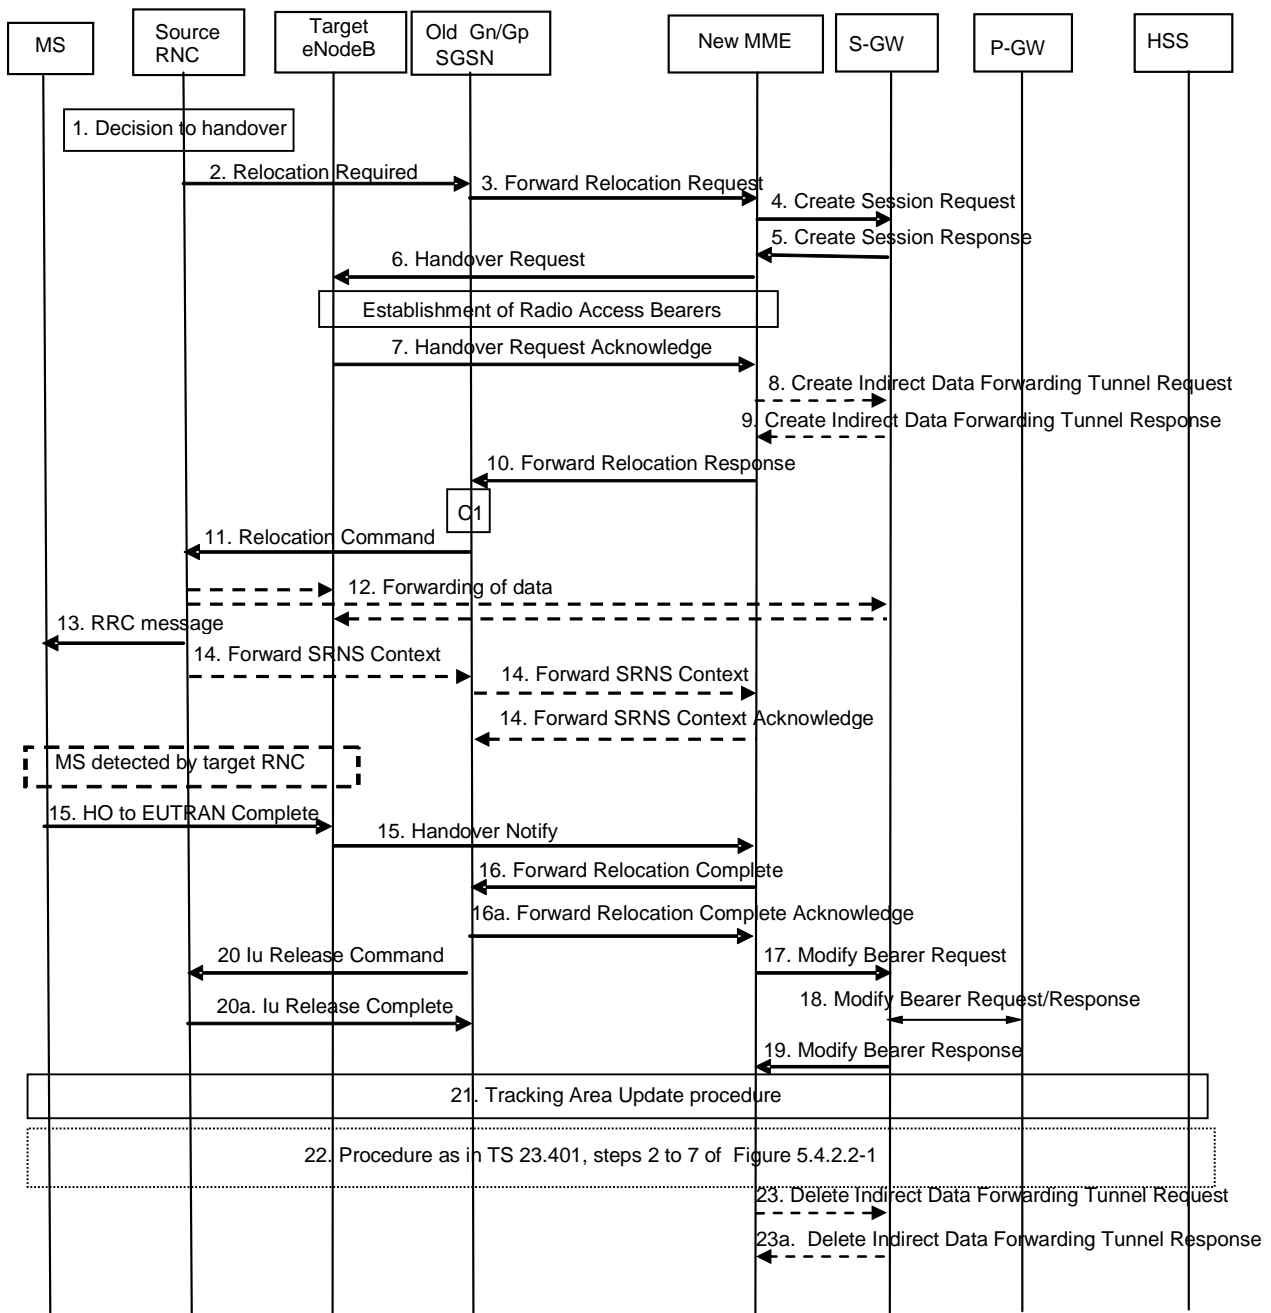 MS
Source
RNC
Target
eNodeB
Old Gn/Gp
SGSN
New MME
S-GW
P-GW
HSS
1. Decision to handover
2. Relocation Required
3. Forward Relocation Request
4. Create Session Request
5. Create Session Response
6. Handover Request
Establishment of Radio Access Bearers
7. Handover Request Acknowledge
8. Create Indirect Data Forwarding Tunnel Request
9. Create Indirect Data Forwarding Tunnel Response
10. Forward Relocation Response
C1
11. Relocation Command
12. Forwarding of data
13. RRC message
14. Forward SRNS Context
14. Forward SRNS Context
14. Forward SRNS Context Acknowledge
MS detected by target RNC
15. HO to EUTRAN Complete
15. Handover Notify
16. Forward Relocation Complete
16a. Forward Relocation Complete Acknowledge
20 Iu Release Command
17. Modify Bearer Request
20a. Iu Release Complete
18. Modify Bearer Request/Response
19. Modify Bearer Response
21. Tracking Area Update procedure
22. Procedure as in TS 23.401, steps 2 to 7 of Figure 5.4.2.2-1
23. Delete Indirect Data Forwarding Tunnel Request
23a. Delete Indirect Data Forwarding Tunnel Response